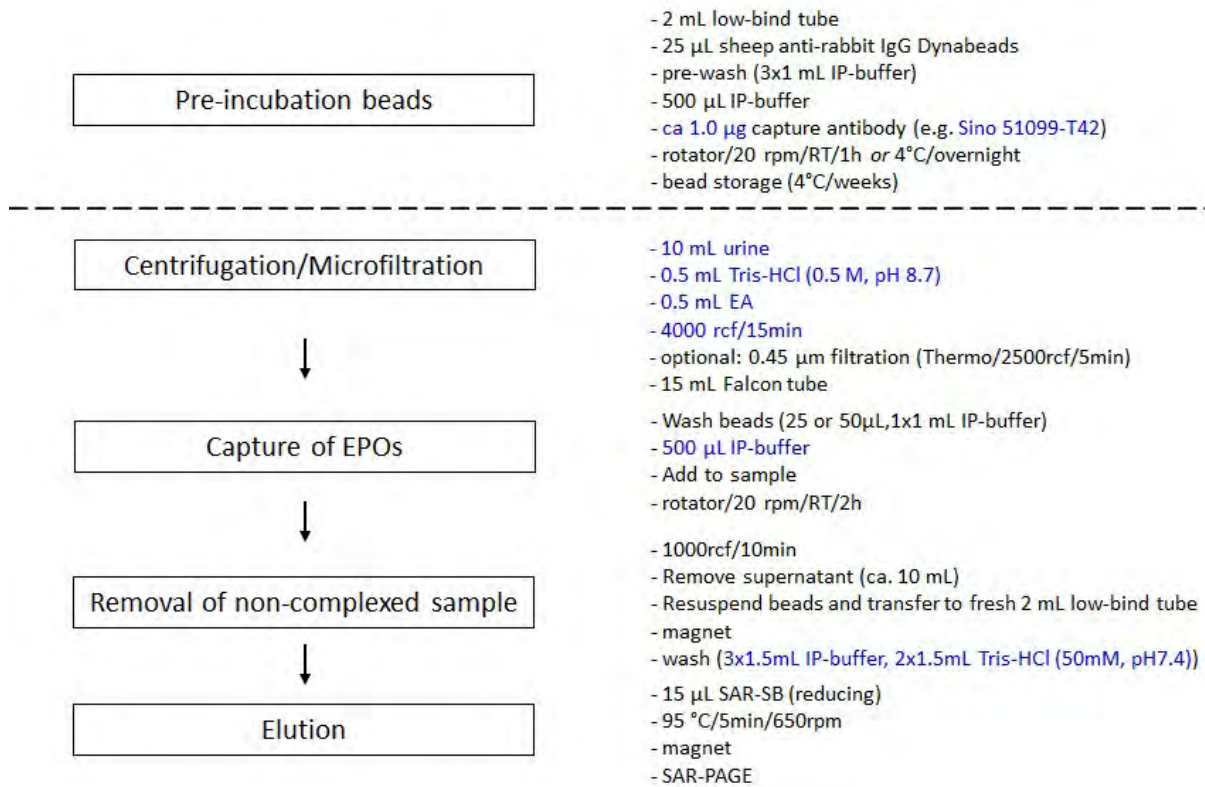 Pre-incubation beads
- 2 mL low-bind tube
- 25 µL sheep anti-rabbit IgG Dynabeads
- pre-wash (3x1 mL IP-buffer)
- 500 µL IP-buffer
- ca 1.0 µg capture antibody (e.g. Sino 51099-T42)
- rotator/20 rpm/RT/1h or 4°C/overnight
- bead storage (4°C/weeks)
Centrifugation/Microfiltration
- 10 mL urine
- 0.5 mL Tris-HCl (0.5 M, pH 8.7)
- 0.5 mL EA
- 4000 rcf/15min
- optional: 0.45 µm filtration (Thermo/2500rcf/5min)
- 15 mL Falcon tube
Capture of EPOs
- Wash beads (25 or 50µL,1x1 mL IP-buffer)
- 500 µL IP-buffer
- Add to sample
- rotator/20 rpm/RT/2h
Removal of non-complexed sample
- 1000rcf/10min
- Remove supernatant (ca. 10 mL)
- Resuspend beads and transfer to fresh 2 mL low-bind tube
- magnet
- wash (3x1.5mL IP-buffer, 2x1.5mL Tris-HCl (50mM, pH7.4))
Elution
- 15 µL SAR-SB (reducing)
- 95 °C/5min/650rpm
- magnet
- SAR-PAGE